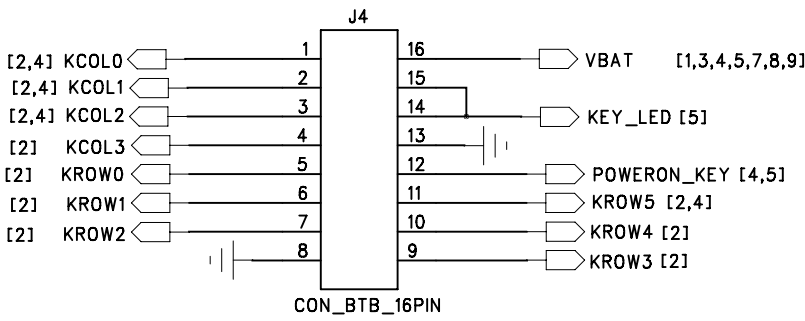 J4
[2,4] KCOL0 1 16 VBAT [1,3,4,5,7,8,9]
[2,4] KCOL1 2 15
[2,4] KCOL2 3 14 KEY_LED [5]
[2] KCOL3 4 13
[2] KROW0 5 12 POWERON_KEY [4,5]
[2] KROW1 6 11 KROW5 [2,4]
[2] KROW2 7 10 KROW4 [2]
8 9 KROW3 [2]
CON_BTB_16PIN